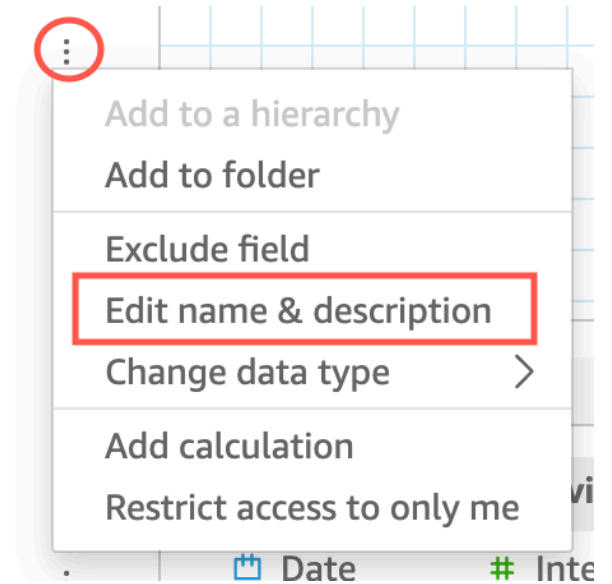 Add to a hierarchy
Add to folder
Exclude field
Edit name & description
Change data type
Add calculation
Restrict access to only me
Date